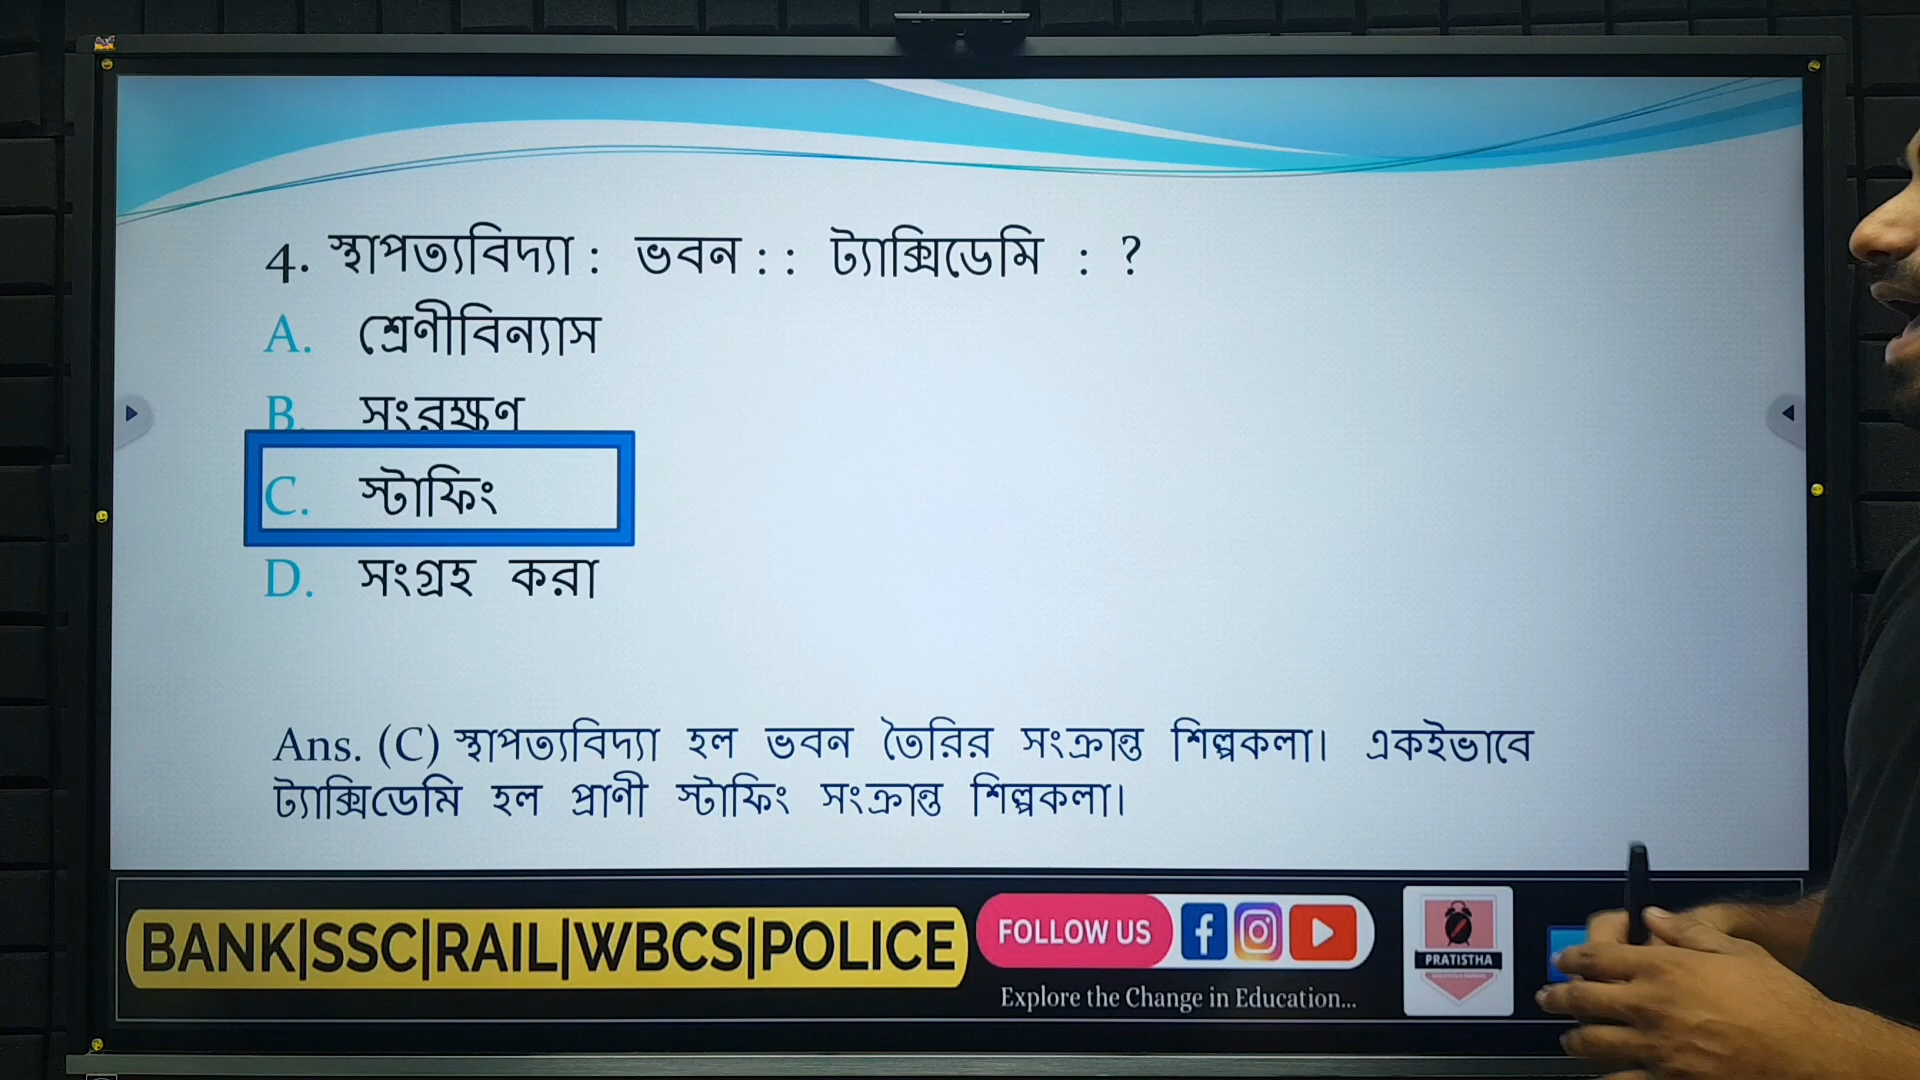 4. স্থাপত্যবিদ্যা : ভবন : : ট্যাক্সিডেমি : ?
A. শ্রেণীবিন্যাস
B. সংরক্ষণ
C. স্টাফিং
D. সংগ্রহ করা
Ans. (C) স্থাপত্যবিদ্যা হল ভবন তৈরির সংক্রান্ত শিল্পকলা। একইভাবে
ট্যাক্সিডেমি হল প্রাণী স্টাফিং সংক্রান্ত শিল্পকলা।
BANK|SSC|RAIL|WBCS|POLICE
FOLLOW US
Explore the Change in Education...
PRATISTHA